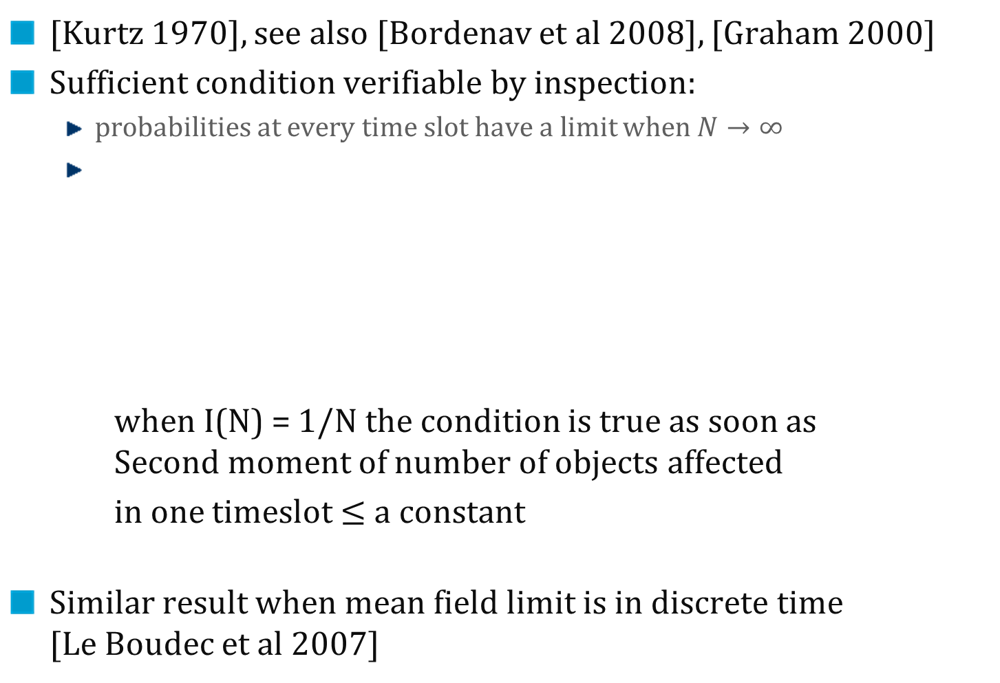 [Kurtz 1970], see also [Bordenav et al 2008], [Graham 2000]
Sufficient condition verifiable by inspection:
probabilities at every time slot have a limit when N → ∞
when I(N) = 1/N the condition is true as soon as
Second moment of number of objects affected
in one timeslot ≤ a constant
Similar result when mean field limit is in discrete time
[Le Boudec et al 2007]